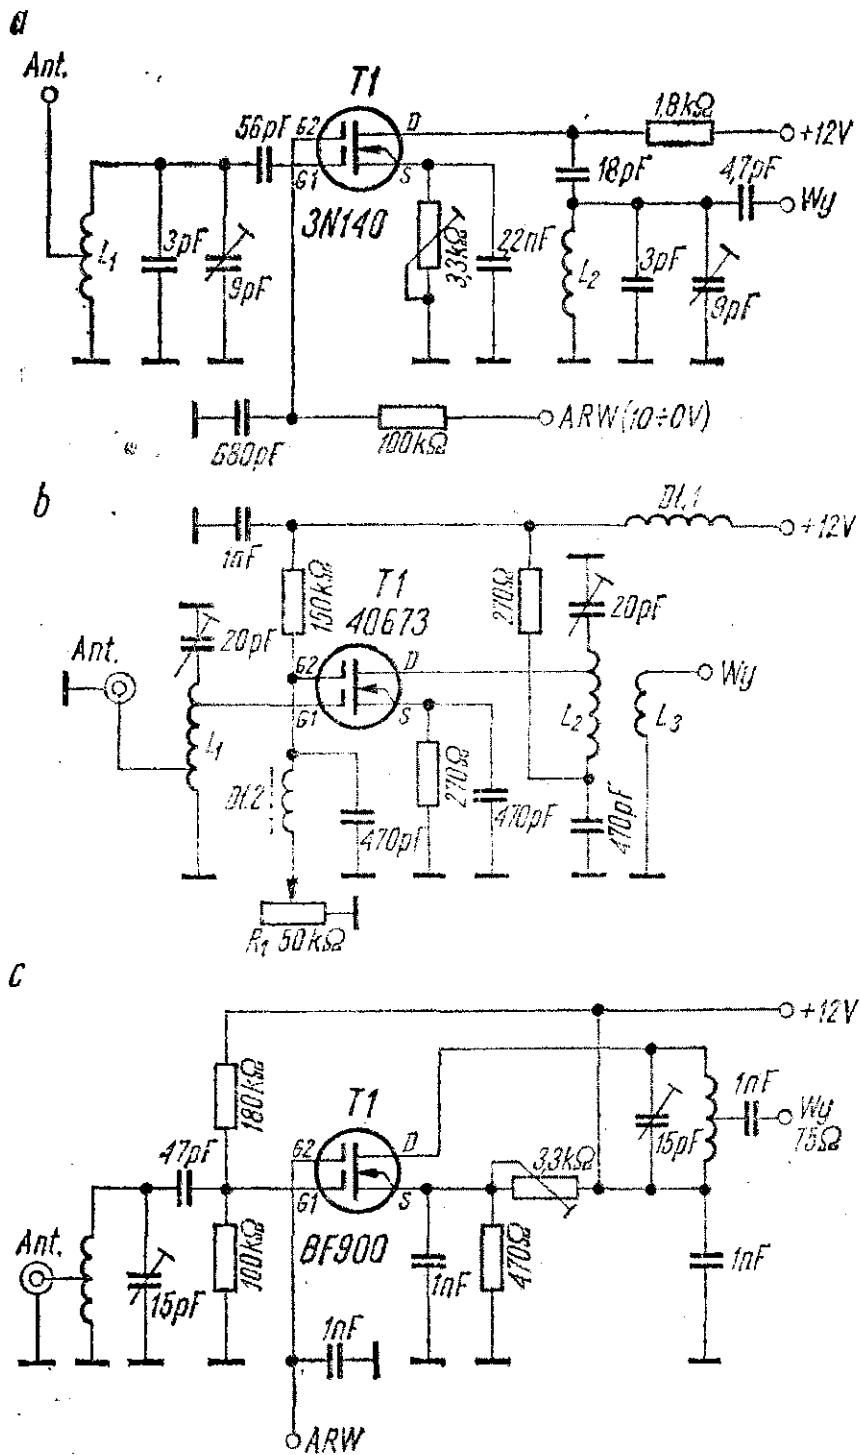 a
Ant.
T1
G2
D
G1
S
3N140
56pF
L1
3pF
9pF
3,3kΩ
22nF
1,8kΩ
+12V
18pF
4,7pF
Wy
L2
3pF
9pF
680pF
100kΩ
ARW (10÷0V)
b
1nF
Dł.1
+12V
150kΩ
T1
40673
270Ω
20pF
20pF
Ant.
G2
D
G1
S
L1
L2
L3
Wy
Dł.2
470pF
270Ω
470pF
470pF
R1 50kΩ
c
+12V
180kΩ
T1
47pF
G2
D
G1
S
BF900
3,3kΩ
15pF
1nF
Wy
75Ω
Ant.
15pF
100kΩ
1nF
470Ω
1nF
1nF
ARW